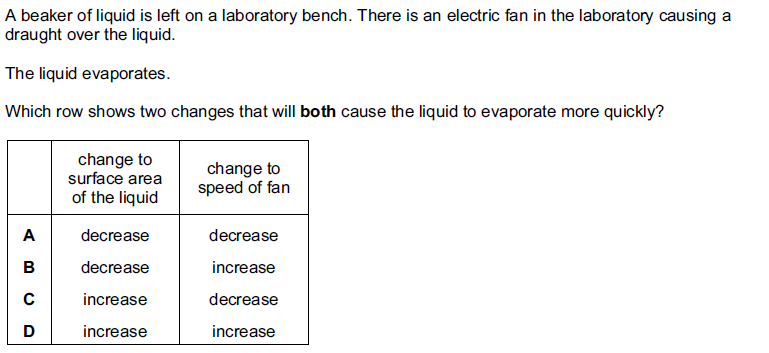 A beaker of liquid is left on a laboratory bench. There is an electric fan in the laboratory causing a
draught over the liquid.
The liquid evaporates.
Which row shows two changes that will both cause the liquid to evaporate more quickly?
change to
surface area
of the liquid
change to
speed of fan
A decrease decrease
B decrease increase
C increase decrease
D increase increase